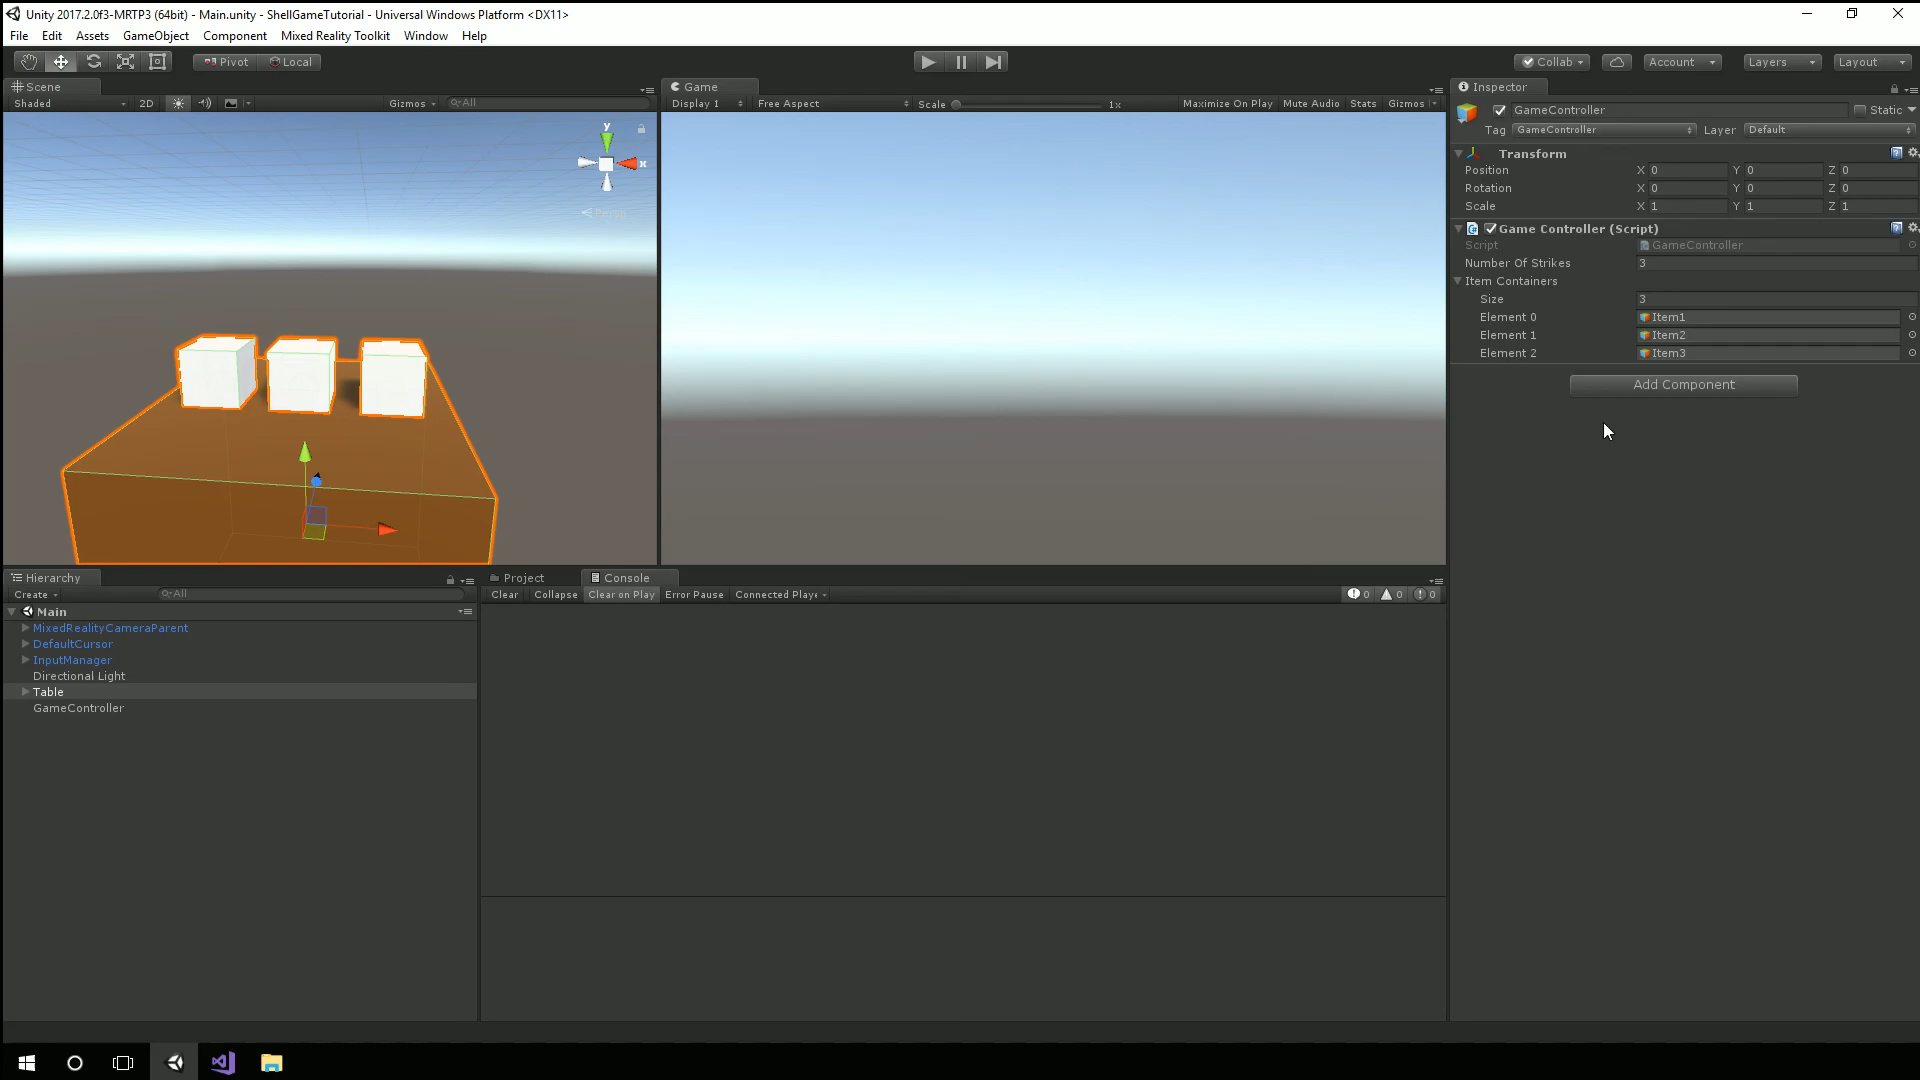 Unity 2017.2.0f3-MRTP3 (64bit) - Main.unity - ShellGameTutorial - Universal Windows Platform <DX11>
File Edit Assets GameObject Component Mixed Reality Toolkit Window Help
Pivot Local
Collab Account Layers Layout
Scene
Shaded 2D Gizmos All
y
x
Persp
Game
Display 1 Free Aspect Scale 1x Maximize On Play Mute Audio Stats Gizmos
Inspector
GameController Static
Tag GameController Layer Default
Transform
Position X 0 Y 0 Z 0
Rotation X 0 Y 0 Z 0
Scale X 1 Y 1 Z 1
Game Controller (Script)
Script GameController
Number Of Strikes 3
Item Containers
Size 3
Element 0 Item1
Element 1 Item2
Element 2 Item3
Add Component
Hierarchy
Create All
Main
MixedRealityCameraParent
DefaultCursor
InputManager
Directional Light
Table
GameController
Project Console
Clear Collapse Clear on Play Error Pause Connected Playe 0 0 0